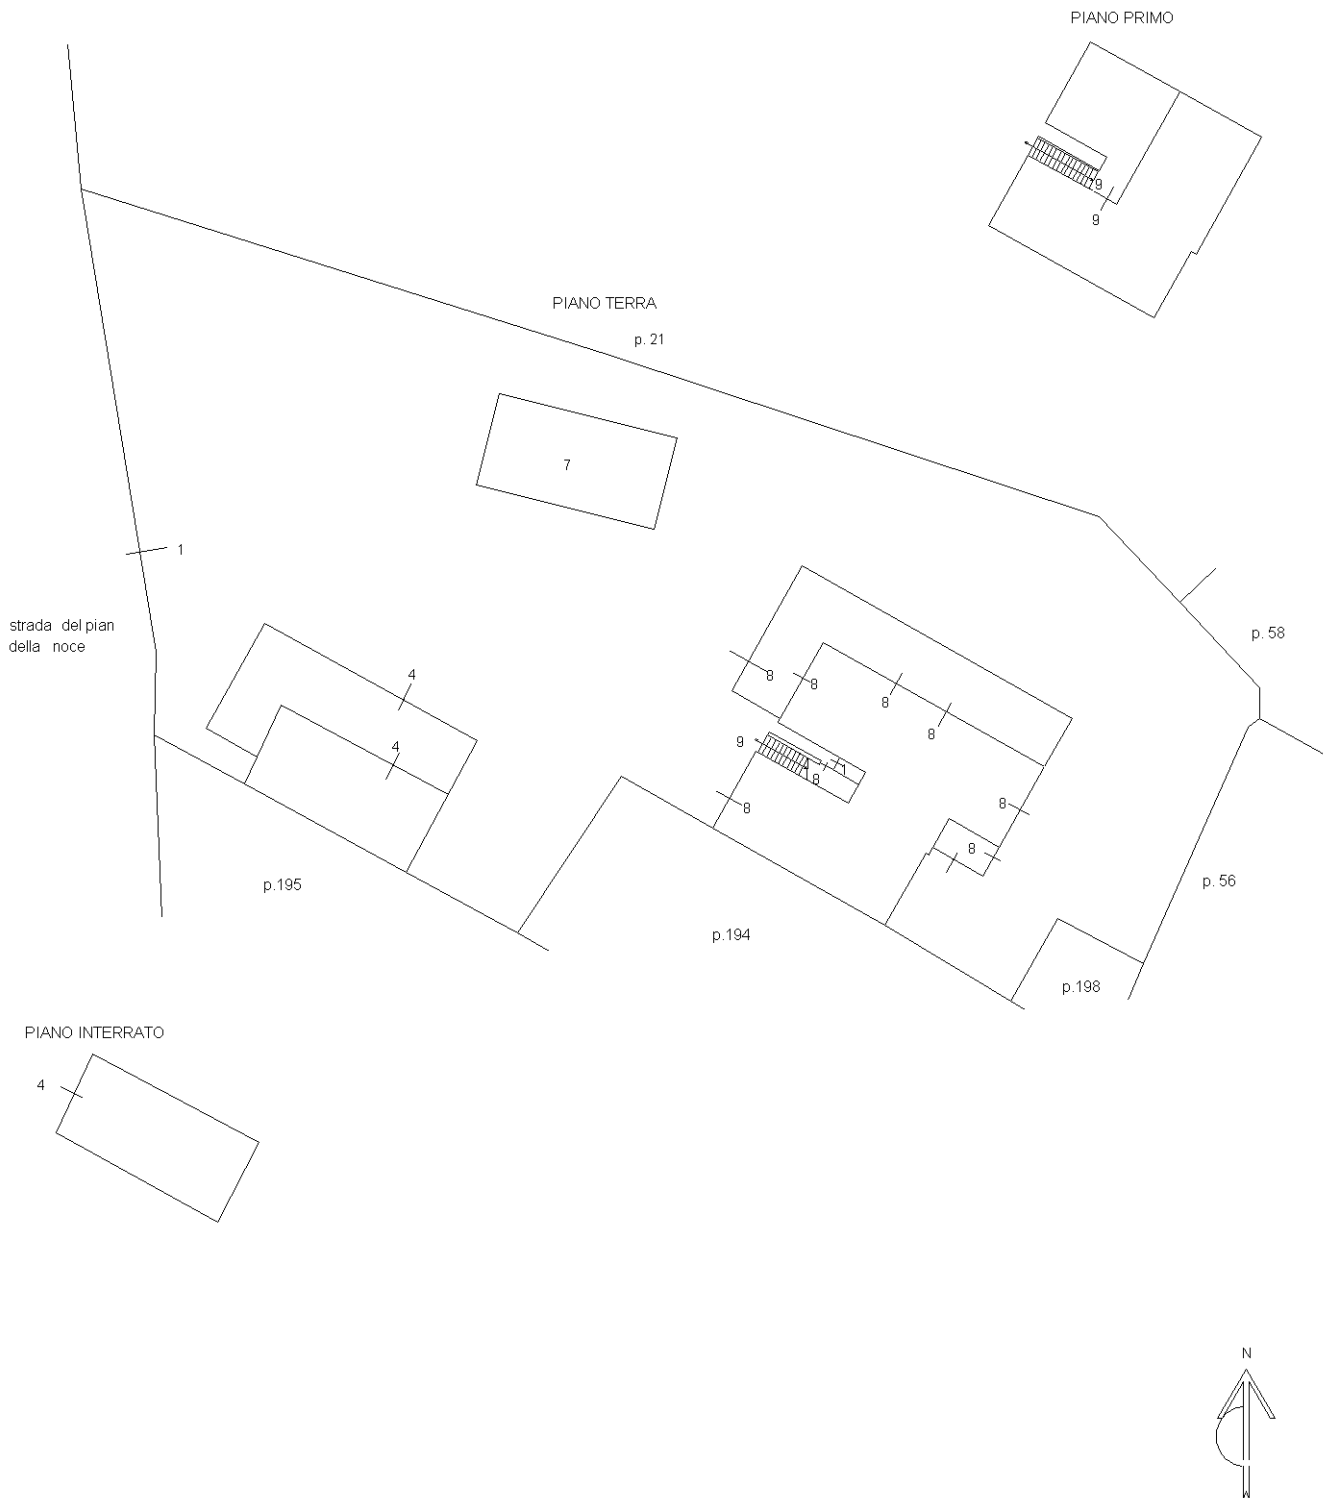 PIANO PRIMO
9
9
PIANO TERRA
p. 21
7
1
strada del pian
della noce
p. 58
4
4
8
8
8
8
9
1
8
8
8
8
p. 56
p.195
p.194
p.198
PIANO INTERRATO
4
N